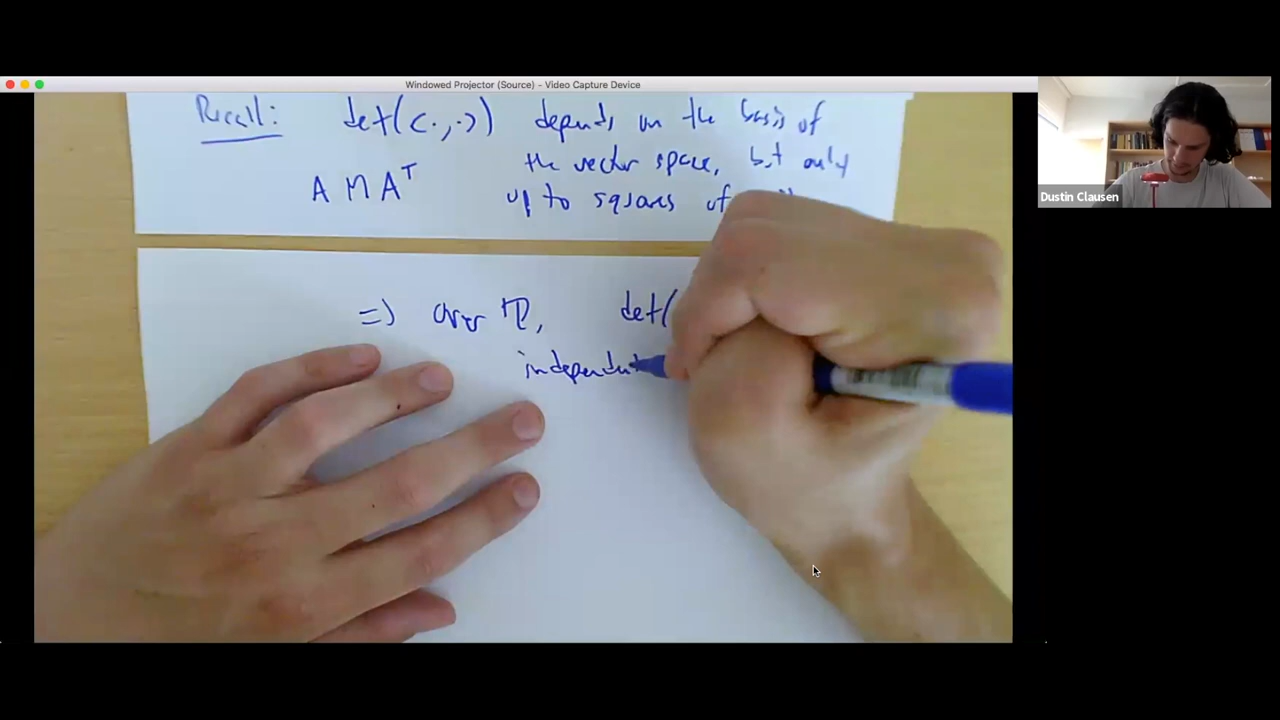 Windowed Projector (Source) - Video Capture Device
Recall: det(<·,·>) depends on the basis of
the vector space, but only
A M Aᵀ up to squares of
=> over ℤ, det(
independent
Dustin Clausen